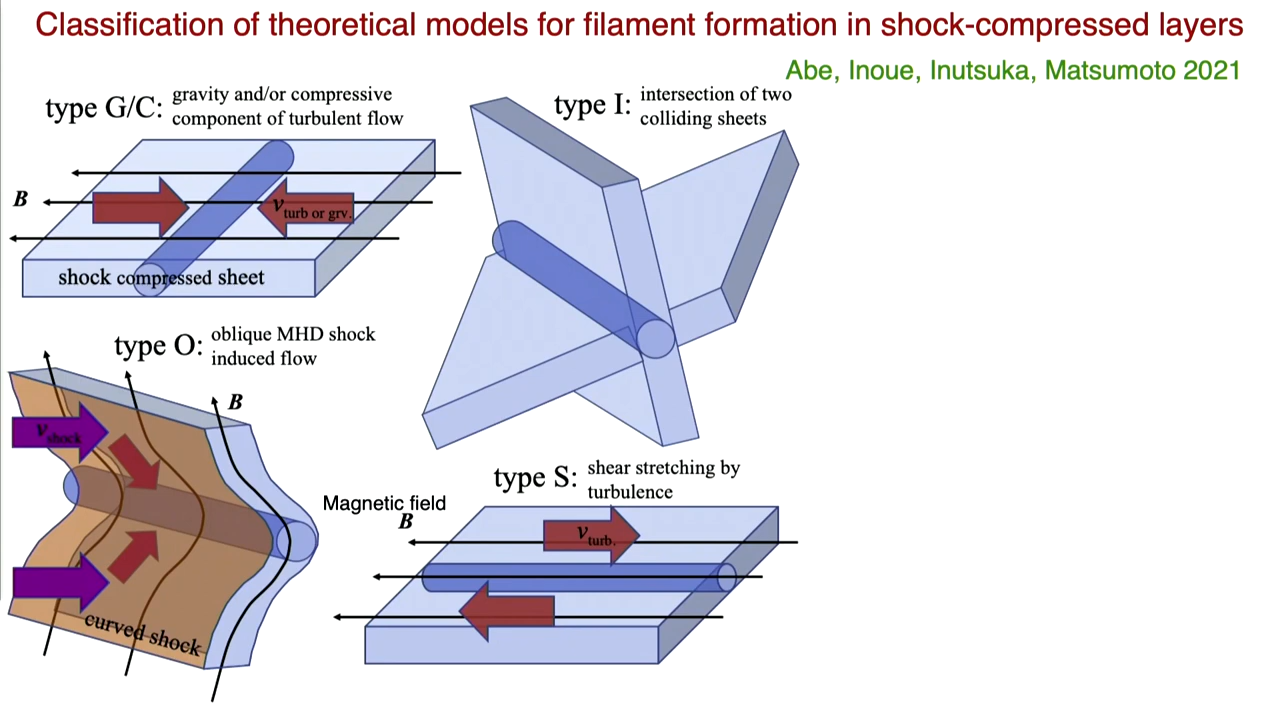 Classification of theoretical models for filament formation in shock-compressed layers
Abe, Inoue, Inutsuka, Matsumoto 2021
type G/C: gravity and/or compressive
component of turbulent flow
B
v turb or grv.
shock compressed sheet
type I: intersection of two
colliding sheets
type O: oblique MHD shock
induced flow
B
v shock
curved shock
type S: shear stretching by
turbulence
Magnetic field
B
v turb.